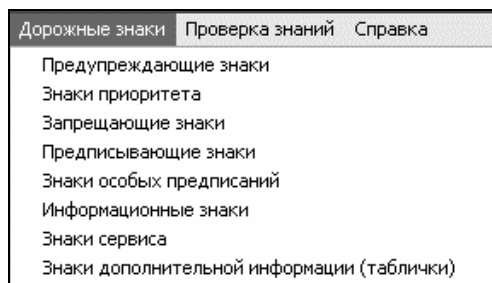 Дорожные знаки Проверка знаний Справка
Предупреждающие знаки
Знаки приоритета
Запрещающие знаки
Предписывающие знаки
Знаки особых предписаний
Информационные знаки
Знаки сервиса
Знаки дополнительной информации (таблички)